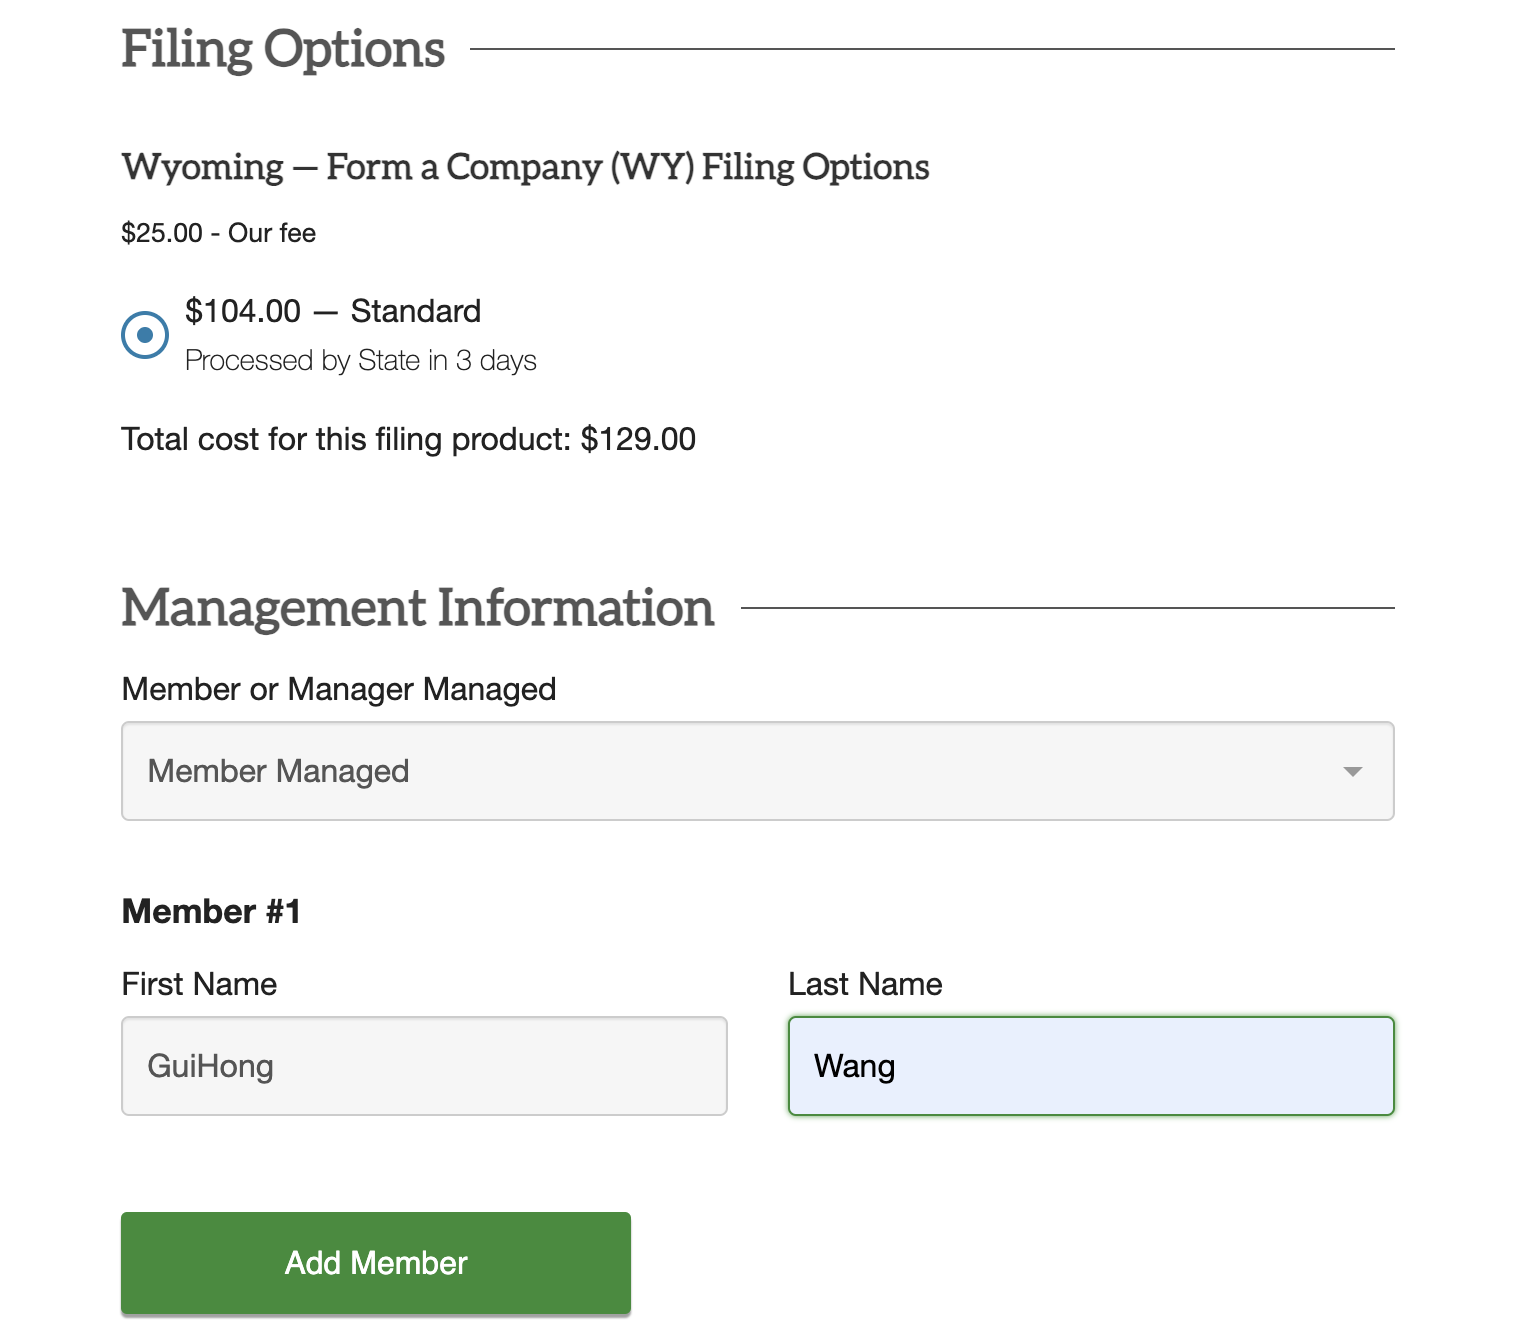 Filing Options
Wyoming — Form a Company (WY) Filing Options
$25.00 - Our fee
$104.00 — Standard
Processed by State in 3 days
Total cost for this filing product: $129.00
Management Information
Member or Manager Managed
Member Managed
Member #1
First Name
Last Name
GuiHong
Wang
Add Member